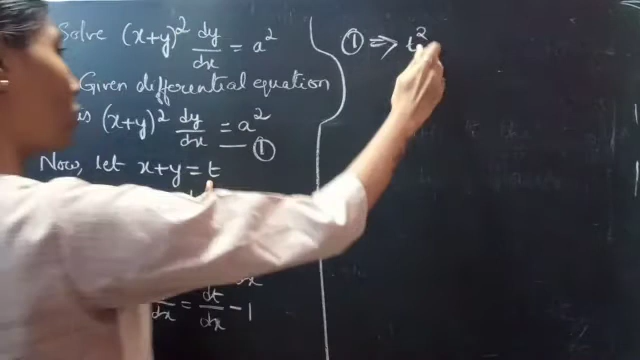 Solve (x+y)² dy/dx = a²
Given differential equation
is (x+y)² dy/dx = a² — ①
Now, let x+y = t
dx
dx = dt/dx - 1
① ⇒ t²